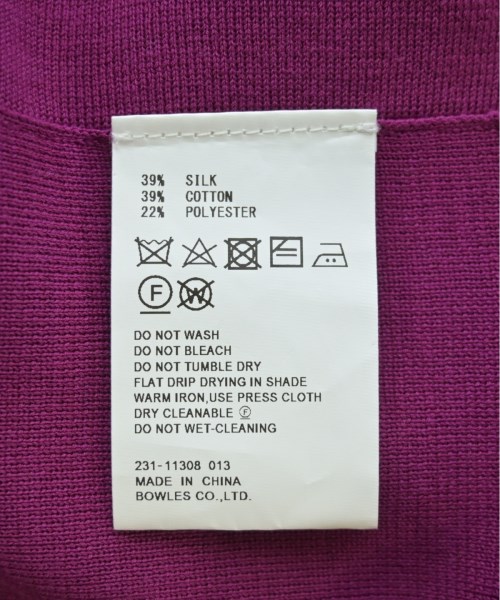 39% SILK
39% COTTON
22% POLYESTER
F W
DO NOT WASH
DO NOT BLEACH
DO NOT TUMBLE DRY
FLAT DRIP DRYING IN SHADE
WARM IRON,USE PRESS CLOTH
DRY CLEANABLE Ⓕ
DO NOT WET-CLEANING
231-11308 013
MADE IN CHINA
BOWLES CO.,LTD.